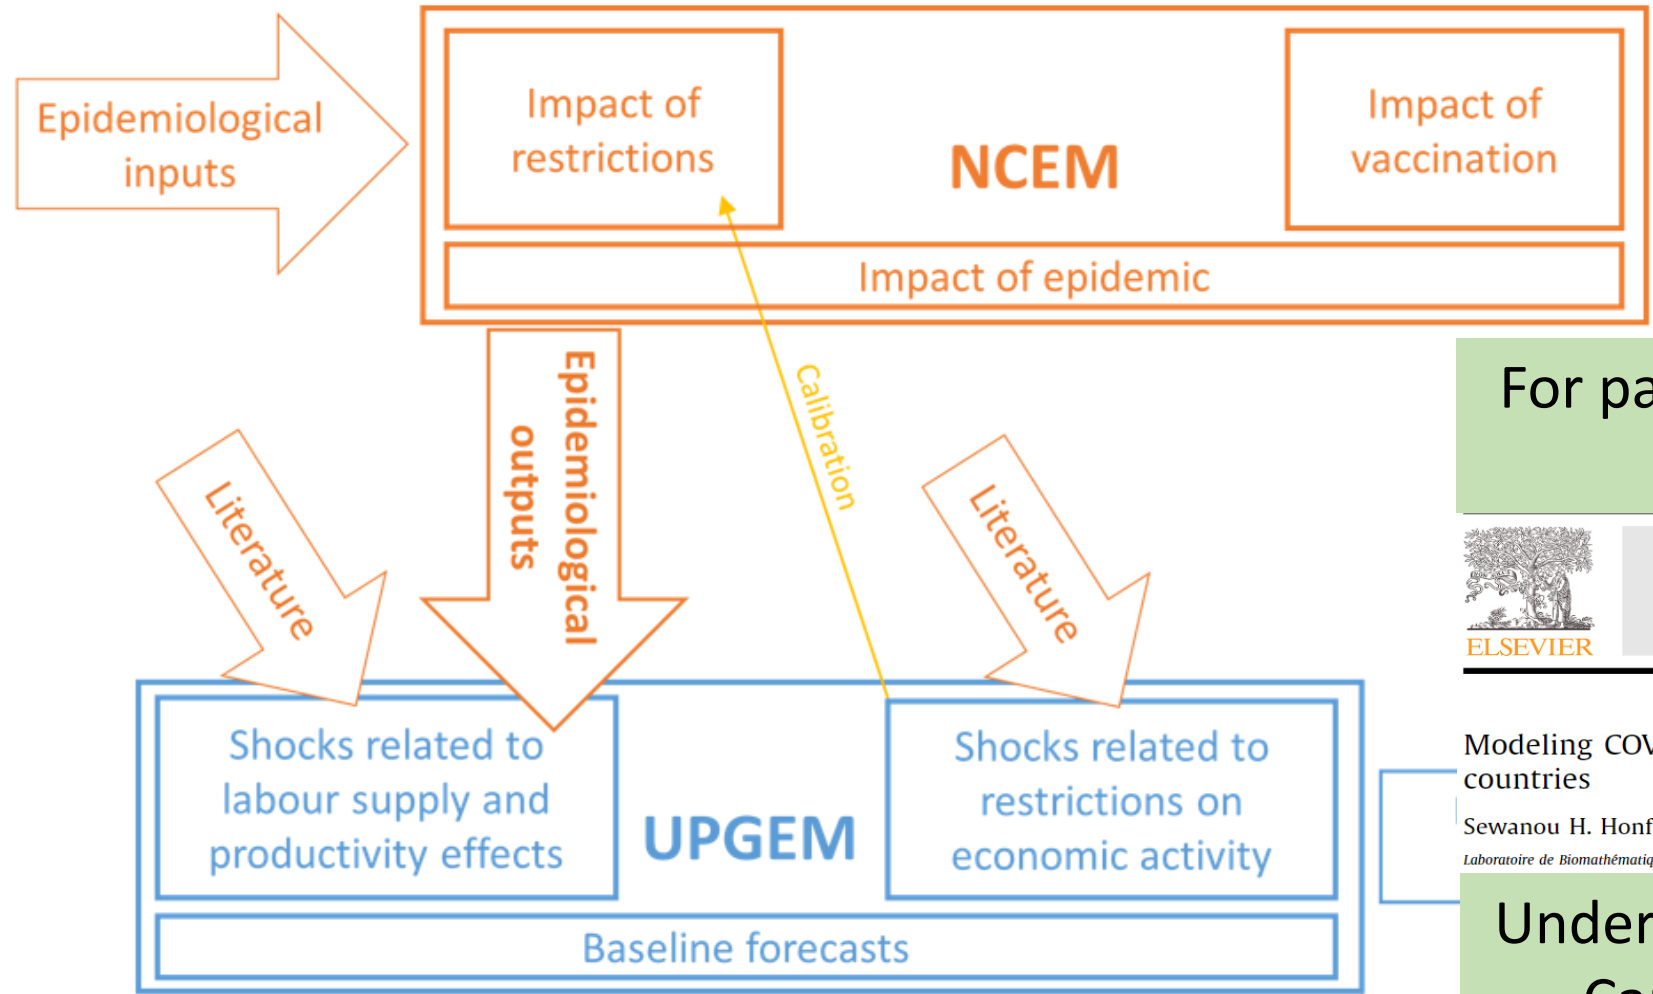 Epidemiological
inputs
Impact of
restrictions
NCEM
Impact of
vaccination
Impact of epidemic
Epidemiological
outputs
Calibration
Literature
Literature
For pa
ELSEVIER
Modeling COV
countries
Sewanou H. Honf
Laboratoire de Biomathématiq
Shocks related to
labour supply and
productivity effects
UPGEM
Shocks related to
restrictions on
economic activity
Baseline forecasts
Under